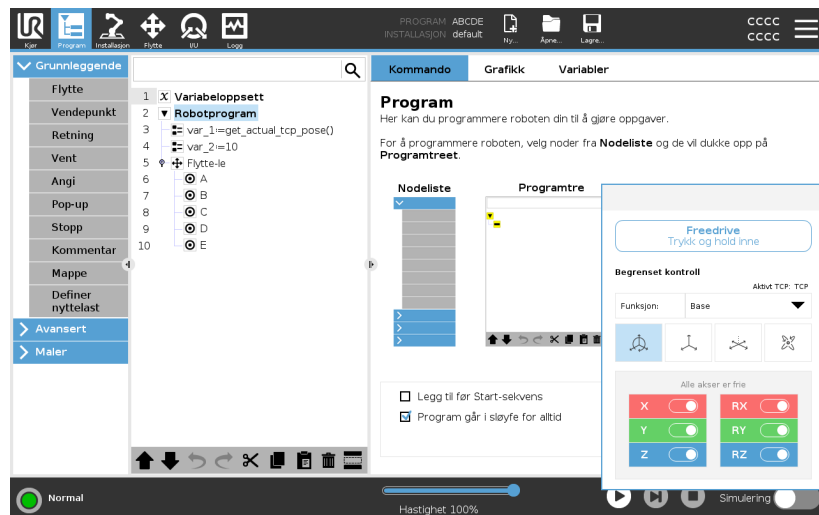 UR
PROGRAM ABCDE
INSTALLASJON default
Kjør
Program
Installasjon
Flytte
I/U
Logg
Ny...
Åpne...
Lagre...
CCCC
CCCC
Grunnleggende
Flytte
Vendepunkt
Retning
Vent
Angi
Pop-up
Stopp
Kommentar
Mappe
Definer
nyttelast
Avansert
Maler
1 X Variabeloppsett
2 Robotprogram
3 var_1:=get_actual_tcp_pose()
4 var_2:=10
5 Flytte-le
6 A
7 B
8 C
9 D
10 E
Kommando Grafikk Variabler
Program
Her kan du programmere roboten din til å gjøre oppgaver.
For å programmere roboten, velg noder fra Nodeliste og de vil dukke opp på
Programtreet.
Nodeliste
Programtre
Legg til før Start-sekvens
Program går i sløyfe for alltid
Freedrive
Trykk og hold inne
Begrenset kontroll
Aktivt TCP: TCP
Funksjon: Base
Alle akser er frie
X RX
Y RY
Z RZ
Normal
Hastighet 100%
Simulering